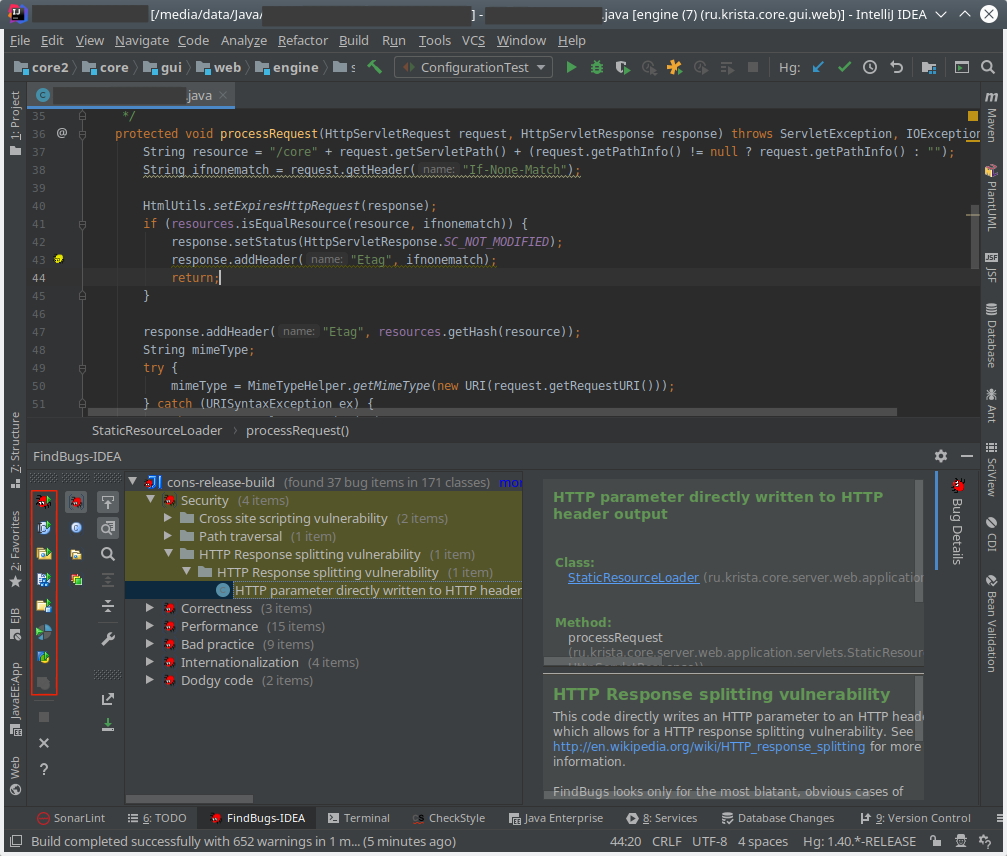 [/media/data/Java/ ] - .java [engine (7) (ru.krista.core.gui.web)] - IntelliJ IDEA
File Edit View Navigate Code Analyze Refactor Build Run Tools VCS Window Help
core2 core gui web engine s ConfigurationTest Hg:
.java
1: Project
Z: Structure
2: Favorites
EJB
JavaEE:App
Web
35 */
36 @ protected void processRequest(HttpServletRequest request, HttpServletResponse response) throws ServletException, IOException
37 String resource = "/core" + request.getServletPath() + (request.getPathInfo() != null ? request.getPathInfo() : "");
38 String ifnonematch = request.getHeader( name: "If-None-Match");
39
40 HtmlUtils.setExpiresHttpRequest(response);
41 if (resources.isEqualResource(resource, ifnonematch)) {
42 response.setStatus(HttpServletResponse.SC_NOT_MODIFIED);
43 response.addHeader( name: "Etag", ifnonematch);
44 return;
45 }
46
47 response.addHeader( name: "Etag", resources.getHash(resource));
48 String mimeType;
49 try {
50 mimeType = MimeTypeHelper.getMimeType(new URI(request.getRequestURI()));
51 } catch (URISyntaxException ex) {
StaticResourceLoader processRequest()
Maven
PlantUML
JSF
Database
Ant
SciView
CDI
Bean Validation
FindBugs-IDEA
cons-release-build (found 37 bug items in 171 classes)
Security (4 items)
Cross site scripting vulnerability (2 items)
Path traversal (1 item)
HTTP Response splitting vulnerability (1 item)
HTTP Response splitting vulnerability (1 item)
HTTP parameter directly written to HTTP header
Correctness (3 items)
Performance (15 items)
Bad practice (9 items)
Internationalization (4 items)
Dodgy code (2 items)
HTTP parameter directly written to HTTP
header output
Class:
StaticResourceLoader (ru.krista.core.server.web.application
Method:
processRequest
(ru.krista.core.server.web.application.servlets.StaticResour
HTTP Response splitting vulnerability
This code directly writes an HTTP parameter to an HTTP heade
which allows for a HTTP response splitting vulnerability. See
http://en.wikipedia.org/wiki/HTTP_response_splitting for more
information.
FindBugs looks only for the most blatant, obvious cases of
Bug Details
SonarLint 6: TODO FindBugs-IDEA Terminal CheckStyle Java Enterprise 8: Services Database Changes 9: Version Control
Build completed successfully with 652 warnings in 1 m... (5 minutes ago) 44:20 CRLF UTF-8 4 spaces Hg: 1.40.*-RELEASE